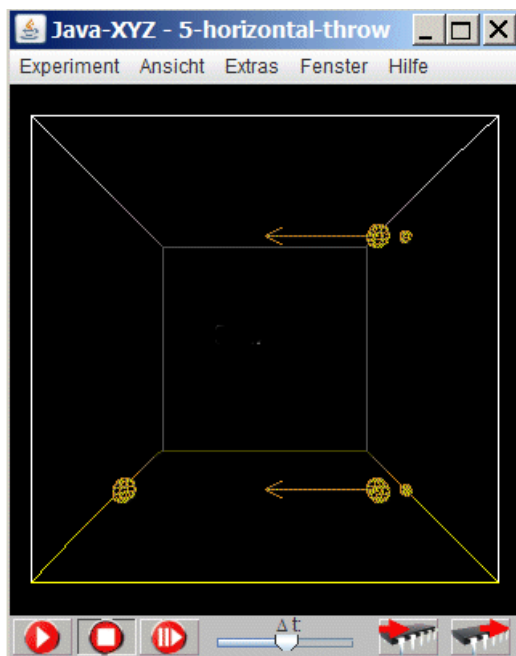 Java-XYZ - 5-horizontal-throw
Experiment Ansicht Extras Fenster Hilfe
Δt